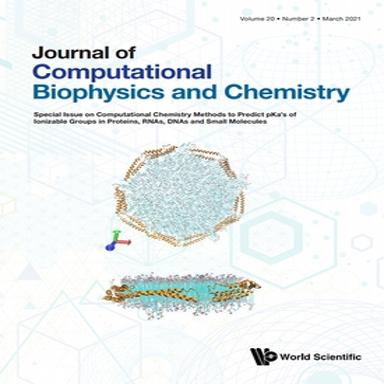 Volume 20 • Number 2 • March 2021
Journal of
Computational
Biophysics and Chemistry
Special Issue on Computational Chemistry Methods to Predict pKa's of
Ionizable Groups in Proteins, RNAs, DNAs and Small Molecules
World Scientific